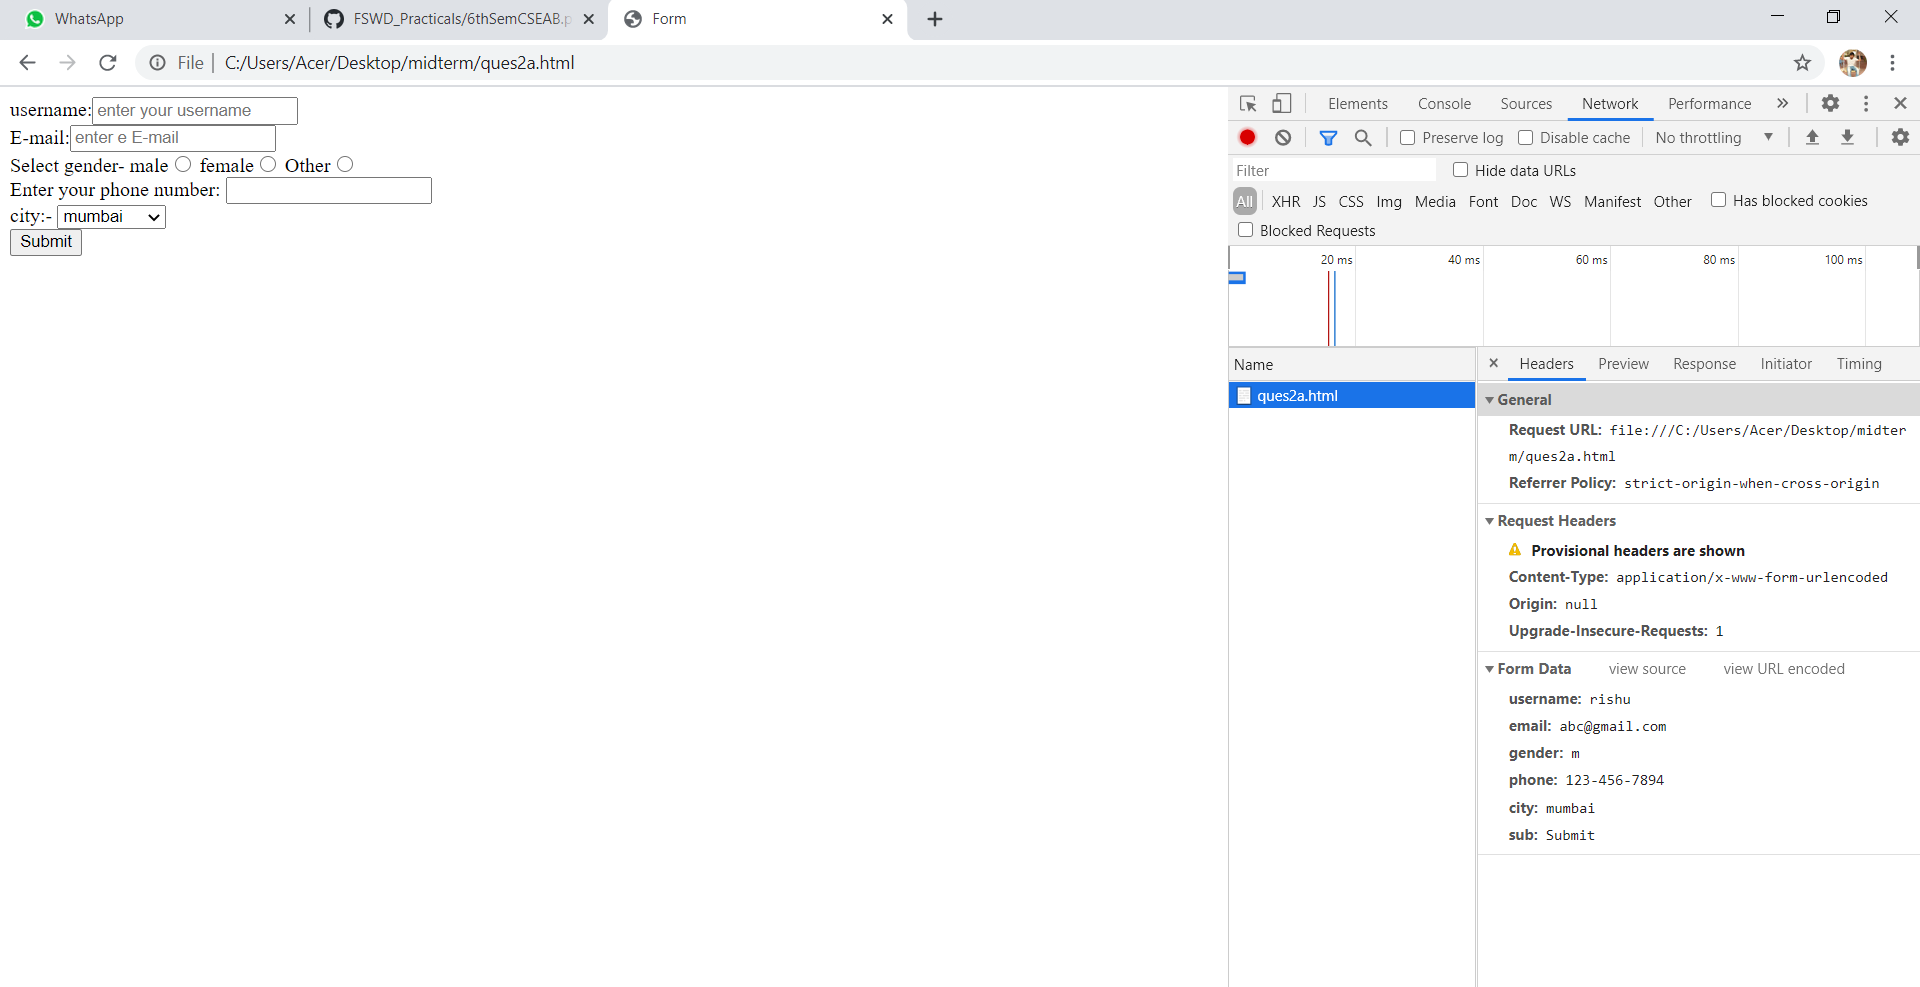 WhatsApp
FSWD_Practicals/6thSemCSEAB.p
Form
File
C:/Users/Acer/Desktop/midterm/ques2a.html
username: enter your username
E-mail: enter e E-mail
Select gender- male female Other
Enter your phone number:
city:- mumbai
Submit
Elements Console Sources Network Performance »
Preserve log Disable cache No throttling
Filter Hide data URLs
All XHR JS CSS Img Media Font Doc WS Manifest Other Has blocked cookies
Blocked Requests
20 ms 40 ms 60 ms 80 ms 100 ms
Name
ques2a.html
Headers Preview Response Initiator Timing
General
Request URL: file:///C:/Users/Acer/Desktop/midter
m/ques2a.html
Referrer Policy: strict-origin-when-cross-origin
Request Headers
Provisional headers are shown
Content-Type: application/x-www-form-urlencoded
Origin: null
Upgrade-Insecure-Requests: 1
Form Data view source view URL encoded
username: rishu
email: abc@gmail.com
gender: m
phone: 123-456-7894
city: mumbai
sub: Submit